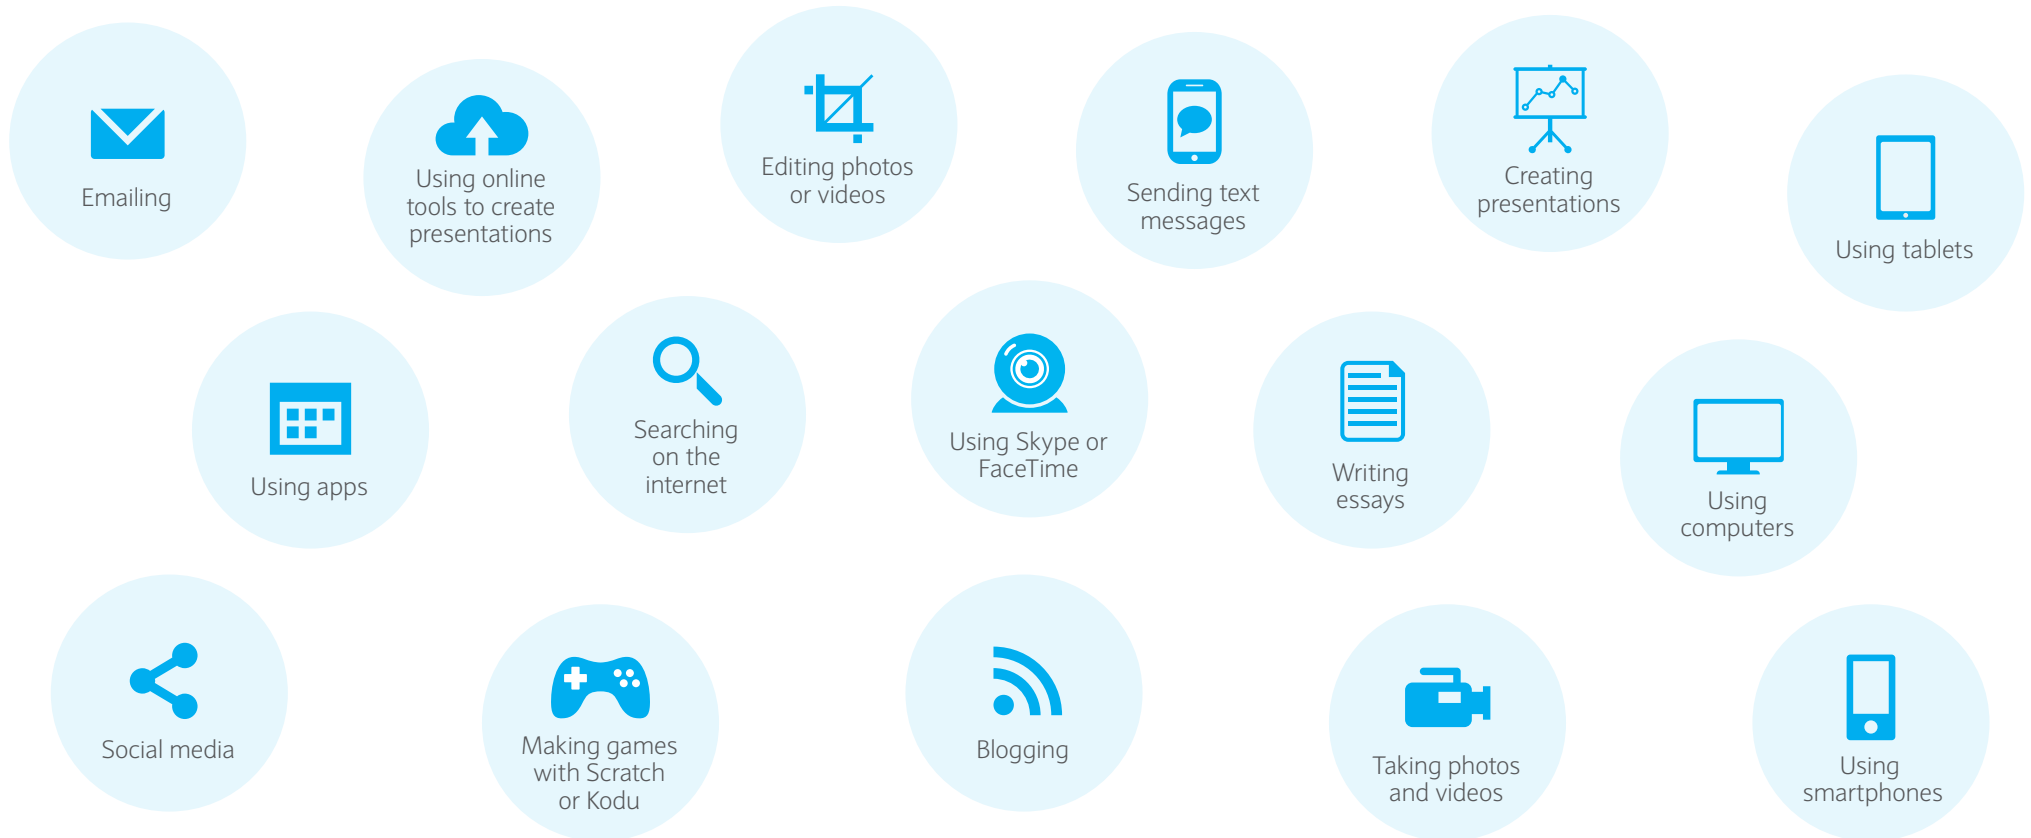 Emailing
Using online
tools to create
presentations
Editing photos
or videos
Sending text
messages
Creating
presentations
Using tablets
Using apps
Searching
on the
internet
Using Skype or
FaceTime
Writing
essays
Using
computers
Social media
Making games
with Scratch
or Kodu
Blogging
Taking photos
and videos
Using
smartphones